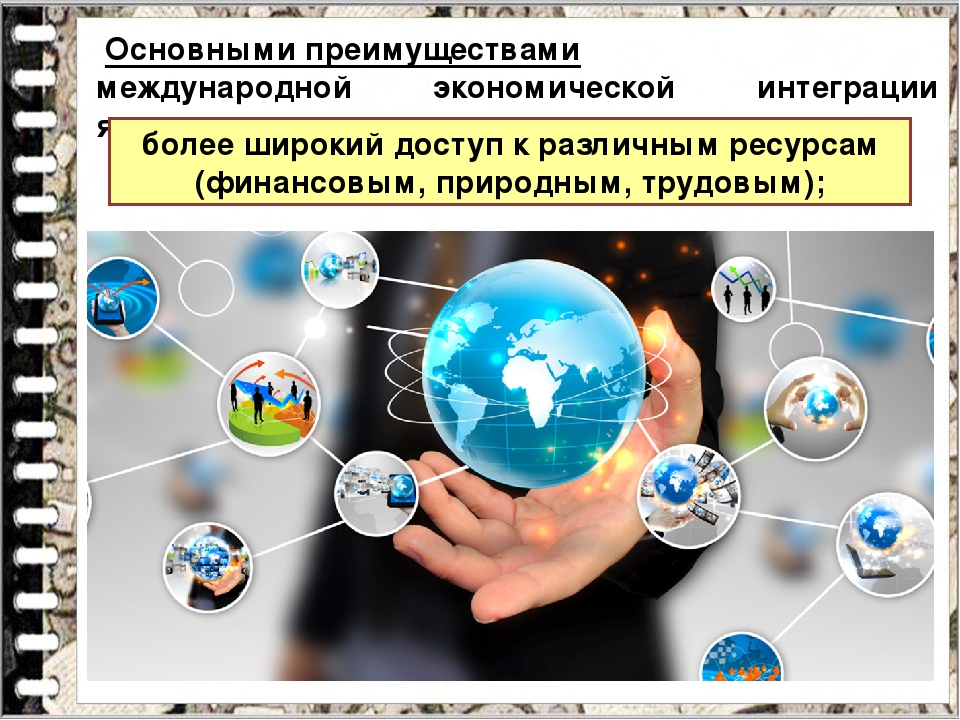 Основными преимуществами
международной экономической интеграции
более широкий доступ к различным ресурсам
(финансовым, природным, трудовым);